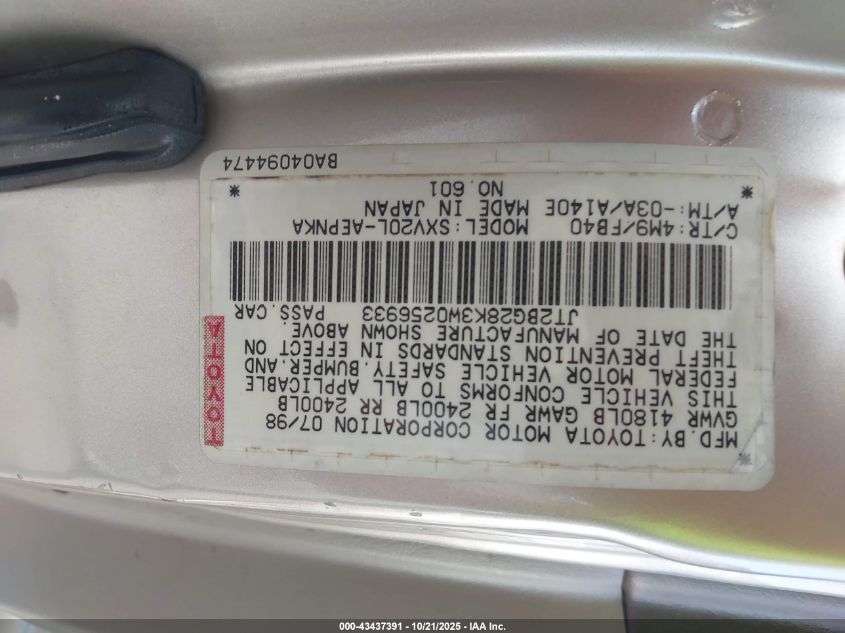 MFD.BY:TOYOTA MOTOR CORPORATION 07/98
GVWR 4180LB GAWR FR 2400LB RR 2400LB
THIS VEHICLE CONFORMS TO ALL APPLICABLE
FEDERAL MOTOR VEHICLE SAFETY,BUMPER,AND
THEFT PREVENTION STANDARDS IN EFFECT ON
THE DATE OF MANUFACTURE SHOWN ABOVE.
JT2BG28K3W0256933 PASS.CAR
C/TR:4M9/FB40 MODEL:SXV20L-AEPNKA
A/TM:-03A/A140E MADE IN JAPAN
NO.601
BA04094474
TOYOTA
000-43437391 - 10/21/2025 - IAA Inc.